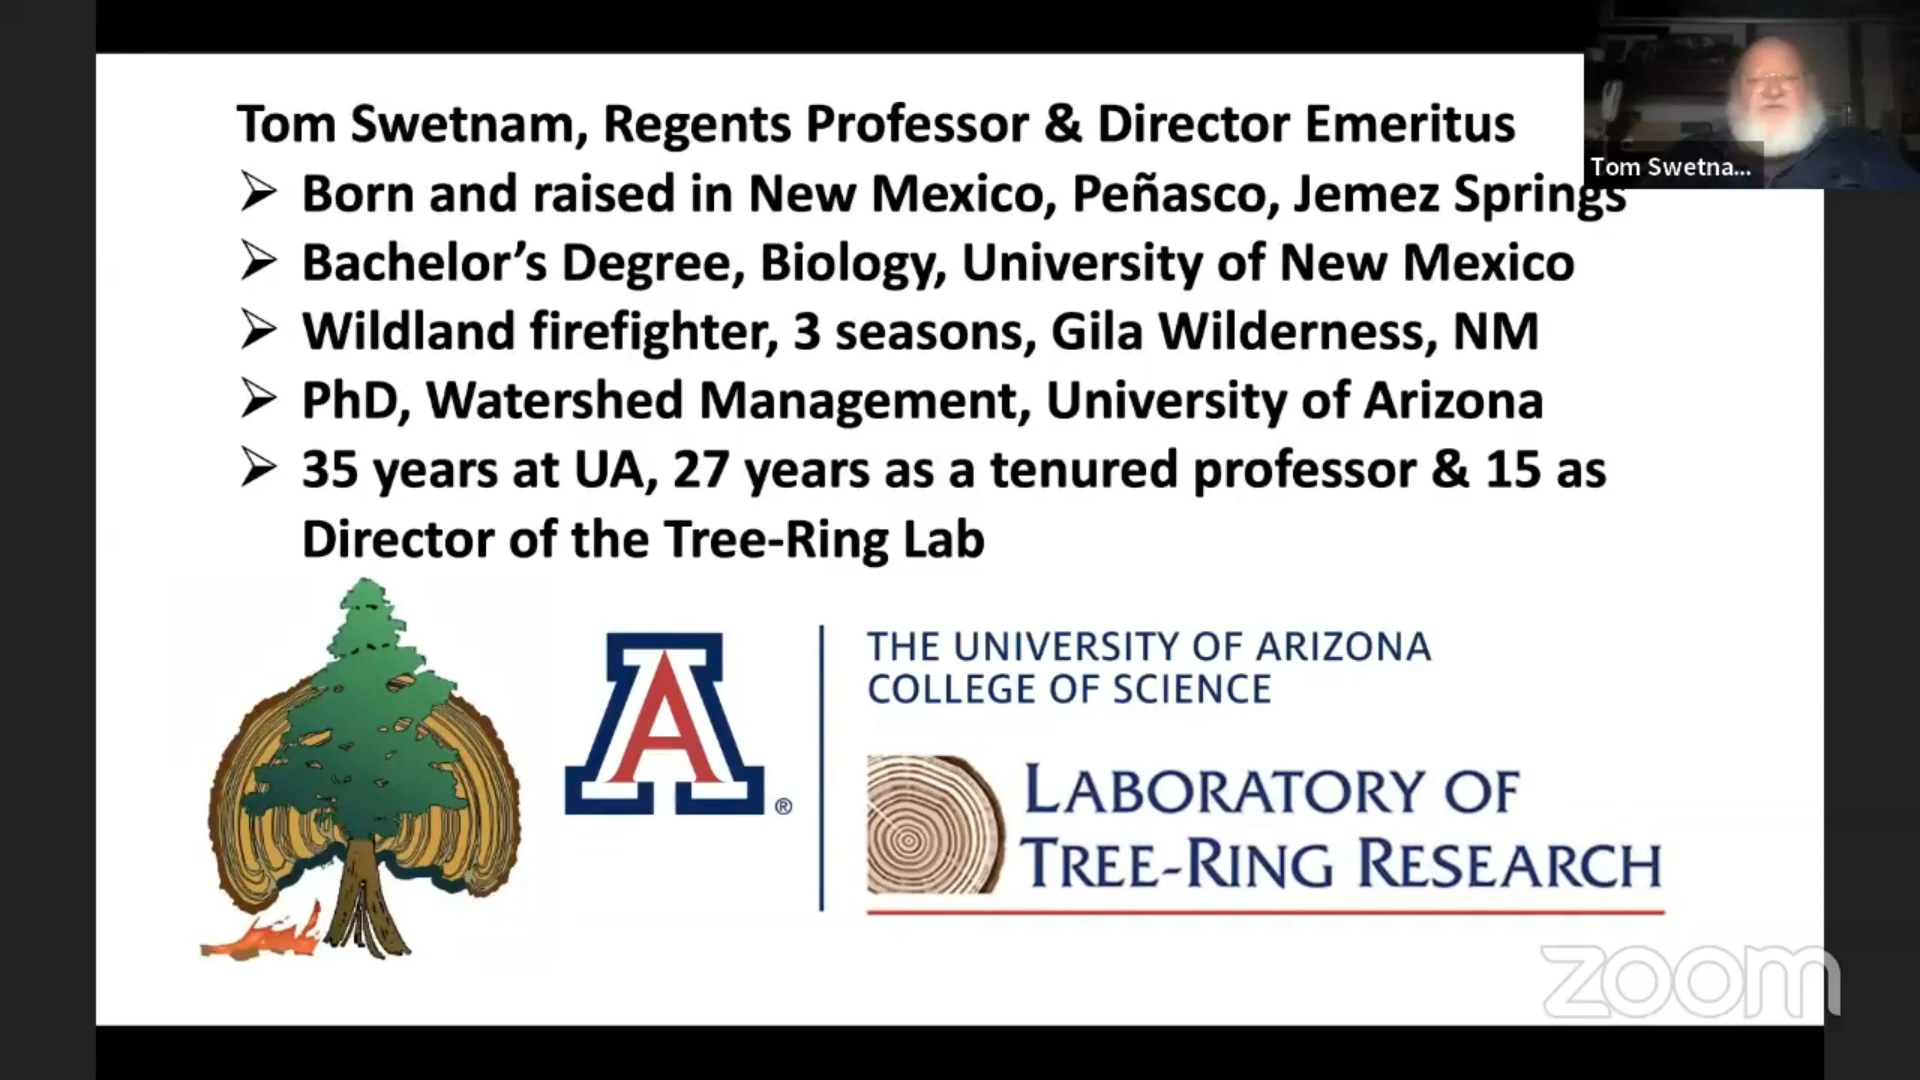 Tom Swetnam, Regents Professor & Director Emeritus
Tom Swetna...
➢ Born and raised in New Mexico, Peñasco, Jemez Springs
➢ Bachelor’s Degree, Biology, University of New Mexico
➢ Wildland firefighter, 3 seasons, Gila Wilderness, NM
➢ PhD, Watershed Management, University of Arizona
➢ 35 years at UA, 27 years as a tenured professor & 15 as
Director of the Tree-Ring Lab
A®
THE UNIVERSITY OF ARIZONA
COLLEGE OF SCIENCE
LABORATORY OF
TREE-RING RESEARCH
zoom